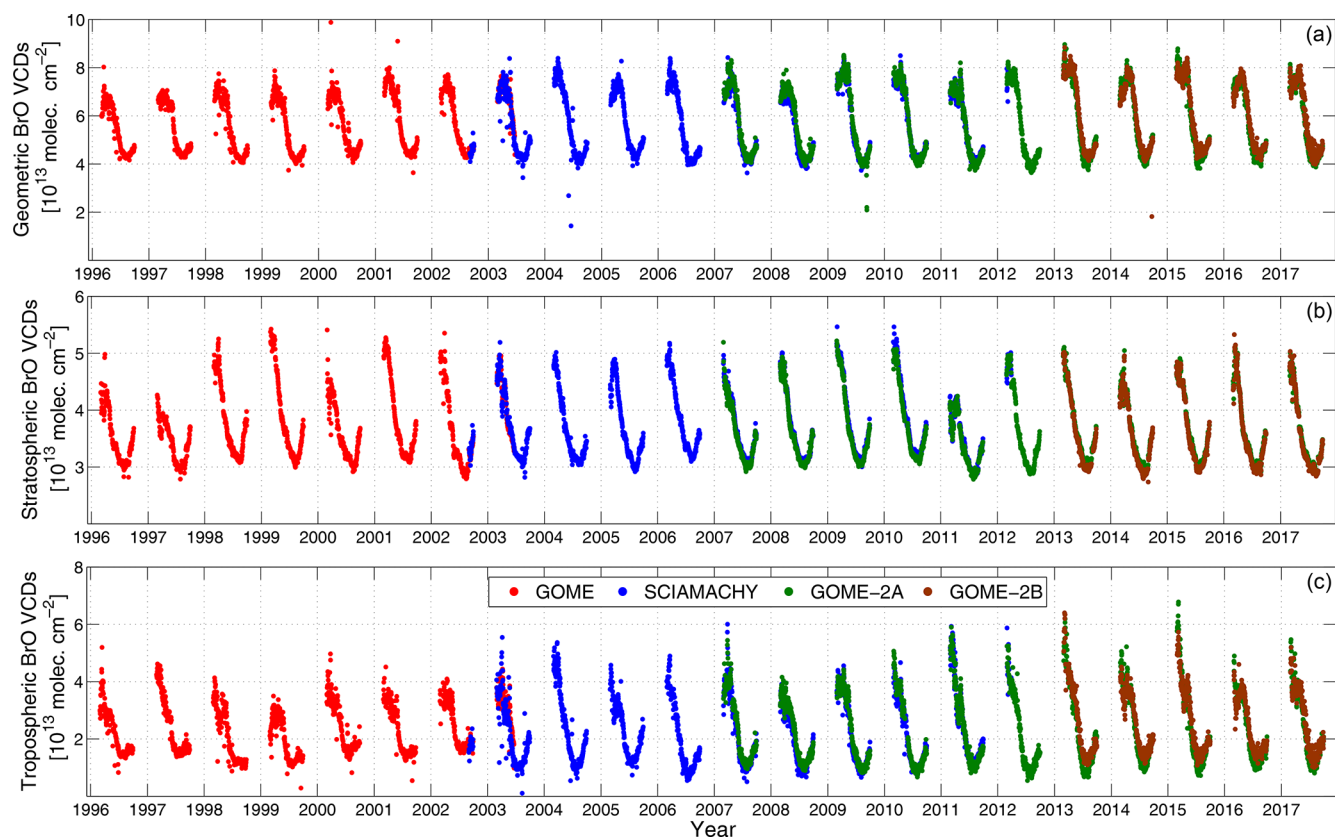 (a)
Geometric BrO VCDs
[10^13 molec. cm^-2]
10
8
6
4
2
1996 1997 1998 1999 2000 2001 2002 2003 2004 2005 2006 2007 2008 2009 2010 2011 2012 2013 2014 2015 2016 2017
(b)
Stratospheric BrO VCDs
[10^13 molec. cm^-2]
6
5
4
3
1996 1997 1998 1999 2000 2001 2002 2003 2004 2005 2006 2007 2008 2009 2010 2011 2012 2013 2014 2015 2016 2017
(c)
Tropospheric BrO VCDs
[10^13 molec. cm^-2]
8
6
4
2
GOME SCIAMACHY GOME-2A GOME-2B
1996 1997 1998 1999 2000 2001 2002 2003 2004 2005 2006 2007 2008 2009 2010 2011 2012 2013 2014 2015 2016 2017
Year